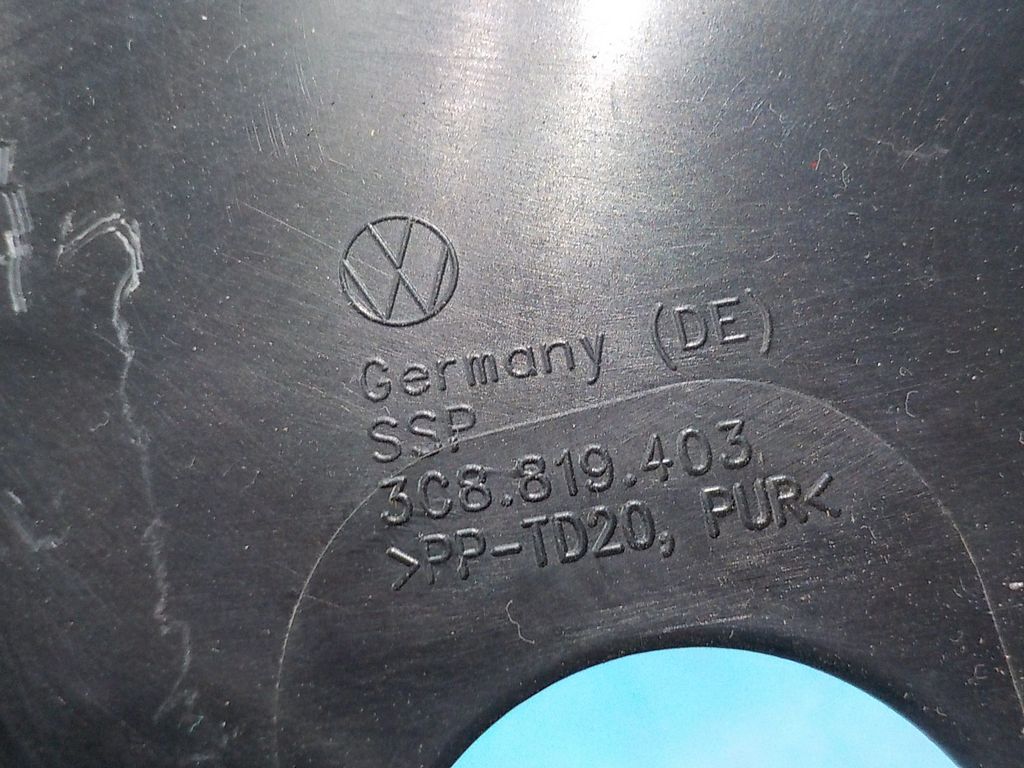 Germany (DE)
SSP
3C8.819.403
>PP-TD20, PUR<